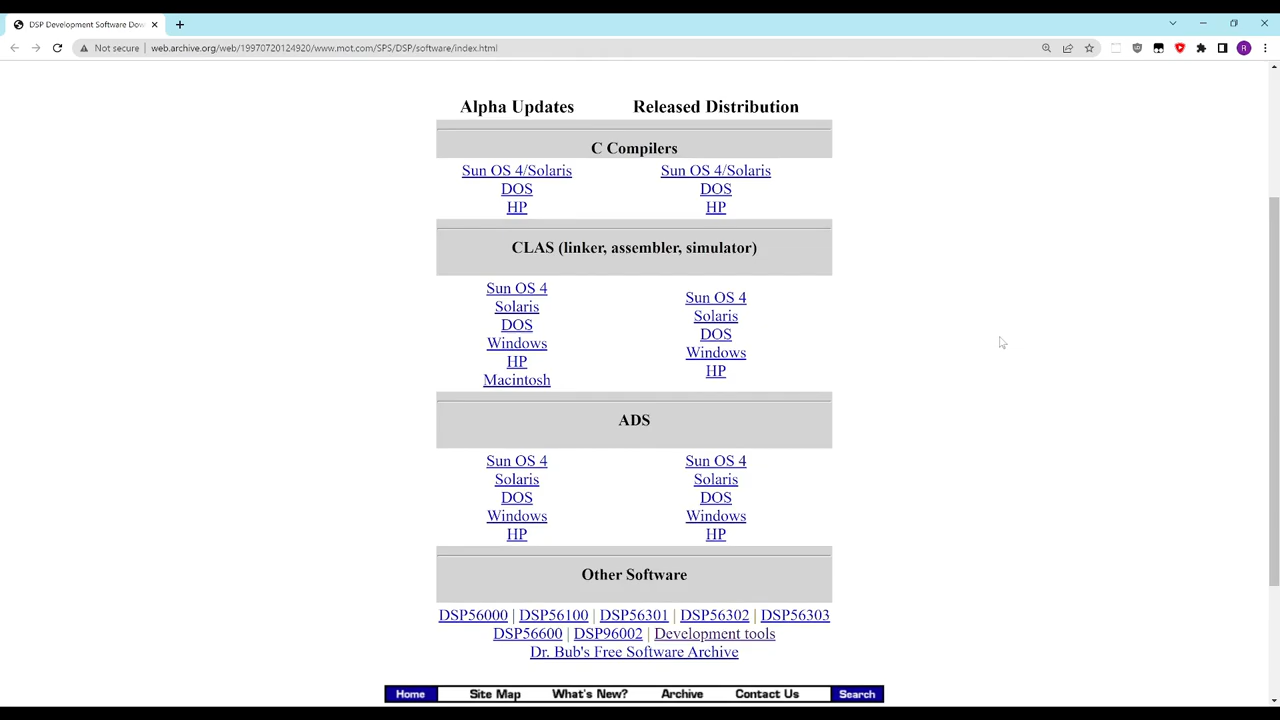 DSP Development Software Dow
Not secure
web.archive.org/web/19970720124920/www.mot.com/SPS/DSP/software/index.html
R
Alpha Updates Released Distribution
C Compilers
Sun OS 4/Solaris Sun OS 4/Solaris
DOS DOS
HP HP
CLAS (linker, assembler, simulator)
Sun OS 4
Solaris
DOS
Windows
HP
Macintosh
Sun OS 4
Solaris
DOS
Windows
HP
ADS
Sun OS 4 Sun OS 4
Solaris Solaris
DOS DOS
Windows Windows
HP HP
Other Software
DSP56000 | DSP56100 | DSP56301 | DSP56302 | DSP56303
DSP56600 | DSP96002 | Development tools
Dr. Bub's Free Software Archive
Home Site Map What's New? Archive Contact Us Search